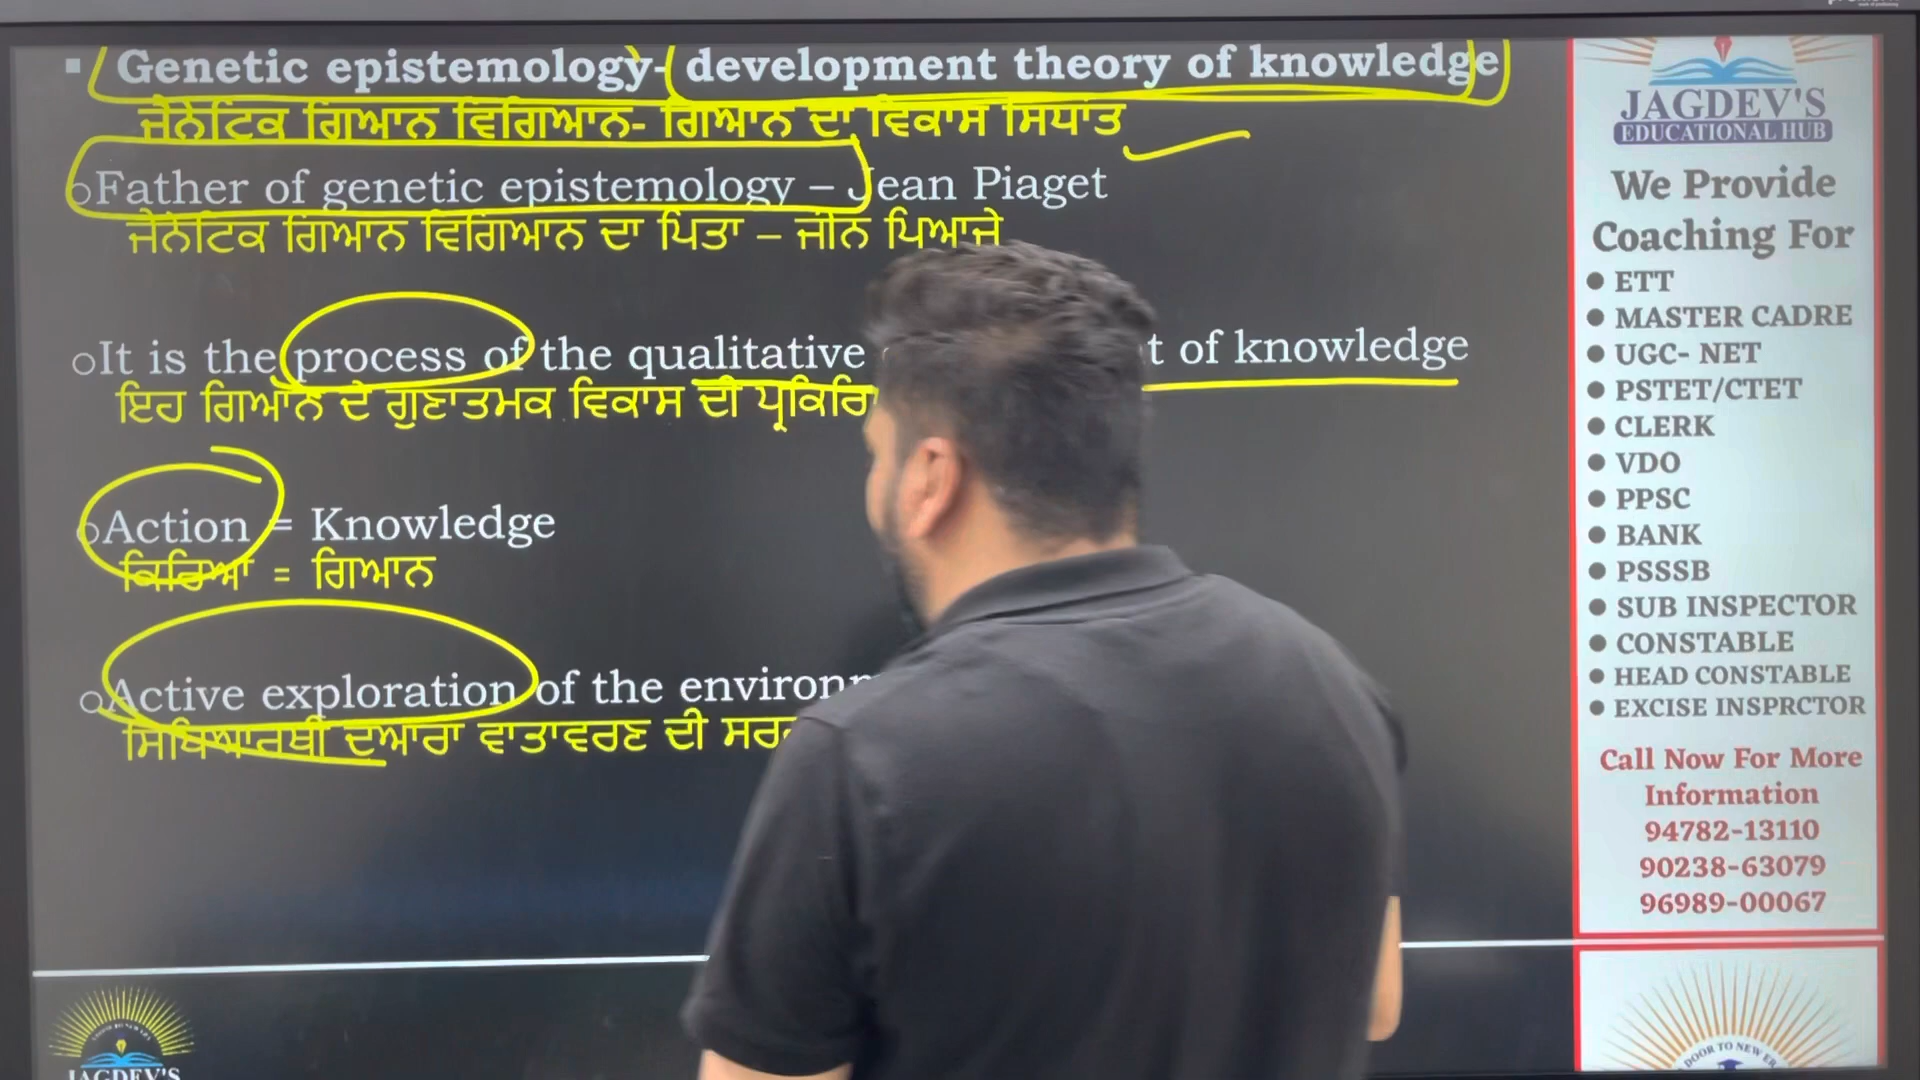 ▪ Genetic epistemology- development theory of knowledge
ਜੈਨੇਟਿਕ ਗਿਆਨ ਵਿਗਿਆਨ- ਗਿਆਨ ਦਾ ਵਿਕਾਸ ਸਿਧਾਂਤ
○Father of genetic epistemology – Jean Piaget
ਜੈਨੇਟਿਕ ਗਿਆਨ ਵਿਗਿਆਨ ਦਾ ਪਿਤਾ – ਜੀਨ ਪਿਆਜੇ
○It is the process of the qualitative of knowledge
ਇਹ ਗਿਆਨ ਦੇ ਗੁਣਾਤਮਕ ਵਿਕਾਸ ਦੀ
○Action = Knowledge
ਕਿਰਿਆ = ਗਿਆਨ
○Active exploration of the
ਦੁਆਰਾ ਵਾਤਾਵਰਣ ਦੀ
JAGDEV'S
EDUCATIONAL HUB
We Provide
Coaching For
● ETT
● MASTER CADRE
● UGC- NET
● PSTET/CTET
● CLERK
● VDO
● PPSC
● BANK
● PSSSB
● SUB INSPECTOR
● CONSTABLE
● HEAD CONSTABLE
● EXCISE INSPRCTOR
Call Now For More
Information
94782-13110
90238-63079
96989-00067
DOOR TO NEW
JAGDEV'S